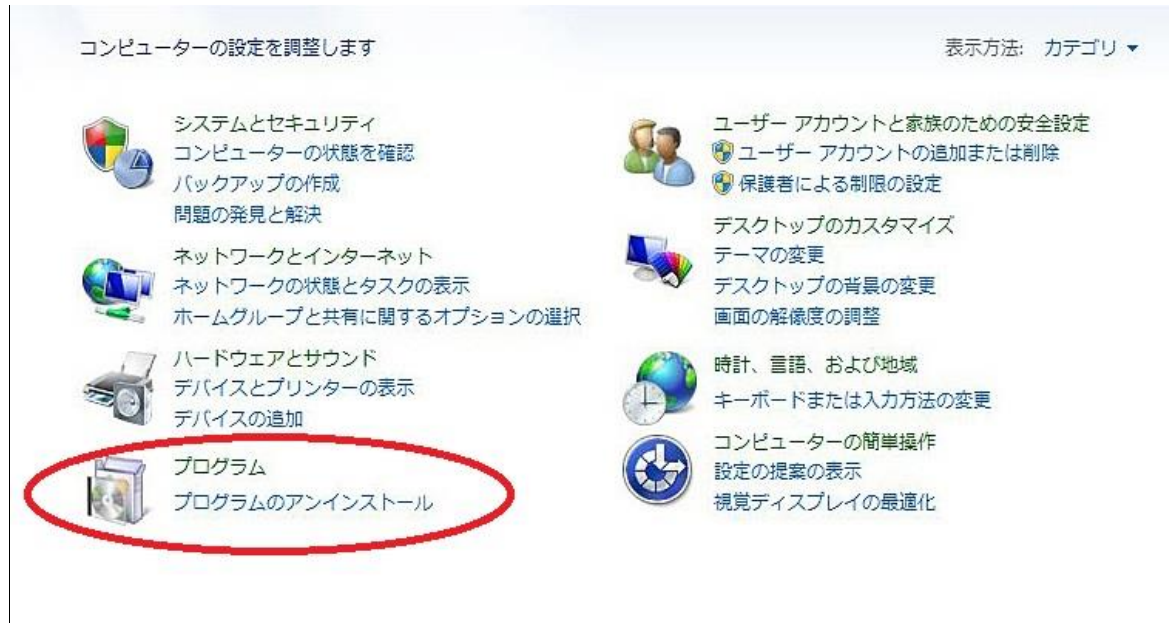 コンピューターの設定を調整します
表示方法: カテゴリ
システムとセキュリティ
コンピューターの状態を確認
バックアップの作成
問題の発見と解決
ネットワークとインターネット
ネットワークの状態とタスクの表示
ホームグループと共有に関するオプションの選択
ハードウェアとサウンド
デバイスとプリンターの表示
デバイスの追加
プログラム
プログラムのアンインストール
ユーザー アカウントと家族のための安全設定
ユーザー アカウントの追加または削除
保護者による制限の設定
デスクトップのカスタマイズ
テーマの変更
デスクトップの背景の変更
画面の解像度の調整
時計、言語、および地域
キーボードまたは入力方法の変更
コンピューターの簡単操作
設定の提案の表示
視覚ディスプレイの最適化